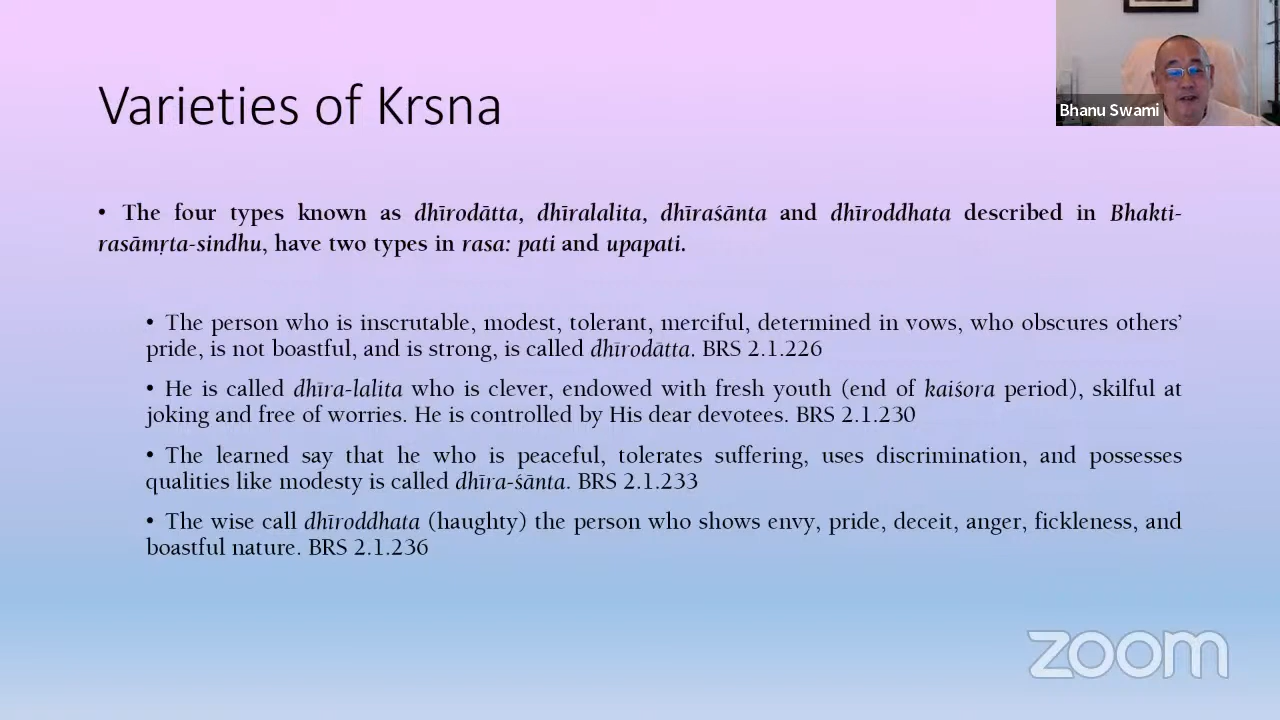 Varieties of Krsna
Bhanu Swami
• The four types known as dhīrodātta, dhīralalita, dhīraśānta and dhīroddhata described in Bhakti-
rasāmṛta-sindhu, have two types in rasa: pati and upapati.
• The person who is inscrutable, modest, tolerant, merciful, determined in vows, who obscures others’
pride, is not boastful, and is strong, is called dhīrodātta. BRS 2.1.226
• He is called dhīra-lalita who is clever, endowed with fresh youth (end of kaiśora period), skilful at
joking and free of worries. He is controlled by His dear devotees. BRS 2.1.230
• The learned say that he who is peaceful, tolerates suffering, uses discrimination, and possesses
qualities like modesty is called dhīra-śānta. BRS 2.1.233
• The wise call dhīroddhata (haughty) the person who shows envy, pride, deceit, anger, fickleness, and
boastful nature. BRS 2.1.236
zoom